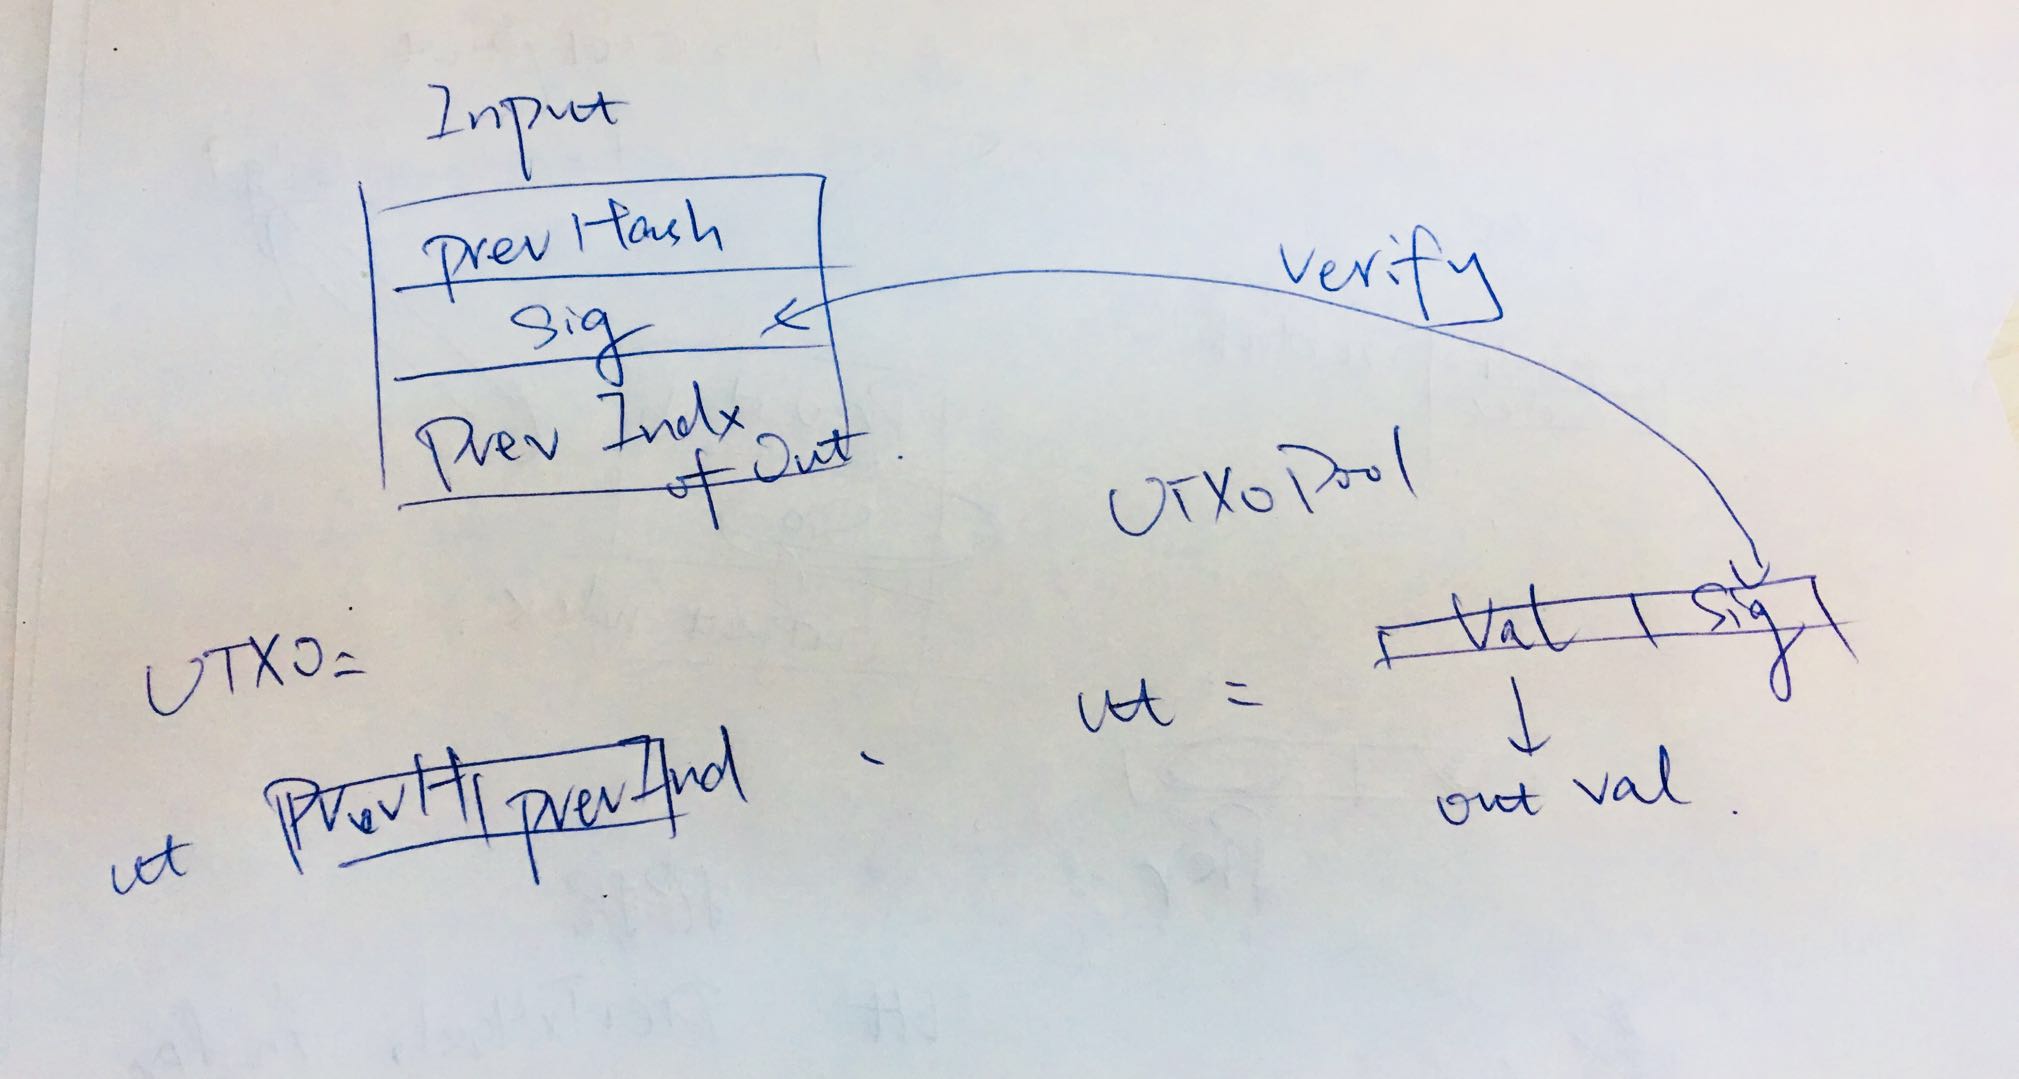 Input
prevHash
Sig
Prev Indx
of Out.
verify
UTXOPool
Val | Sig
out val.
UTXO=
ut PrevH | prevInd
ut =